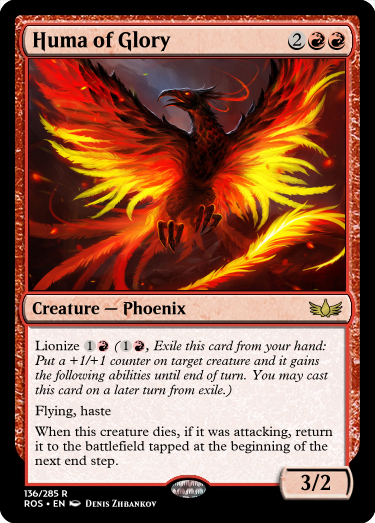 Huma of Glory 2RR
Creature — Phoenix
Lionize 1R (1R, Exile this card from your hand:
Put a +1/+1 counter on target creature and it gains
the following abilities until end of turn. You may cast
this card on a later turn from exile.)
Flying, haste
When this creature dies, if it was attacking, return
it to the battlefield tapped at the beginning of the
next end step.
3/2
136/285 R
ROS • EN Denis Zhbankov